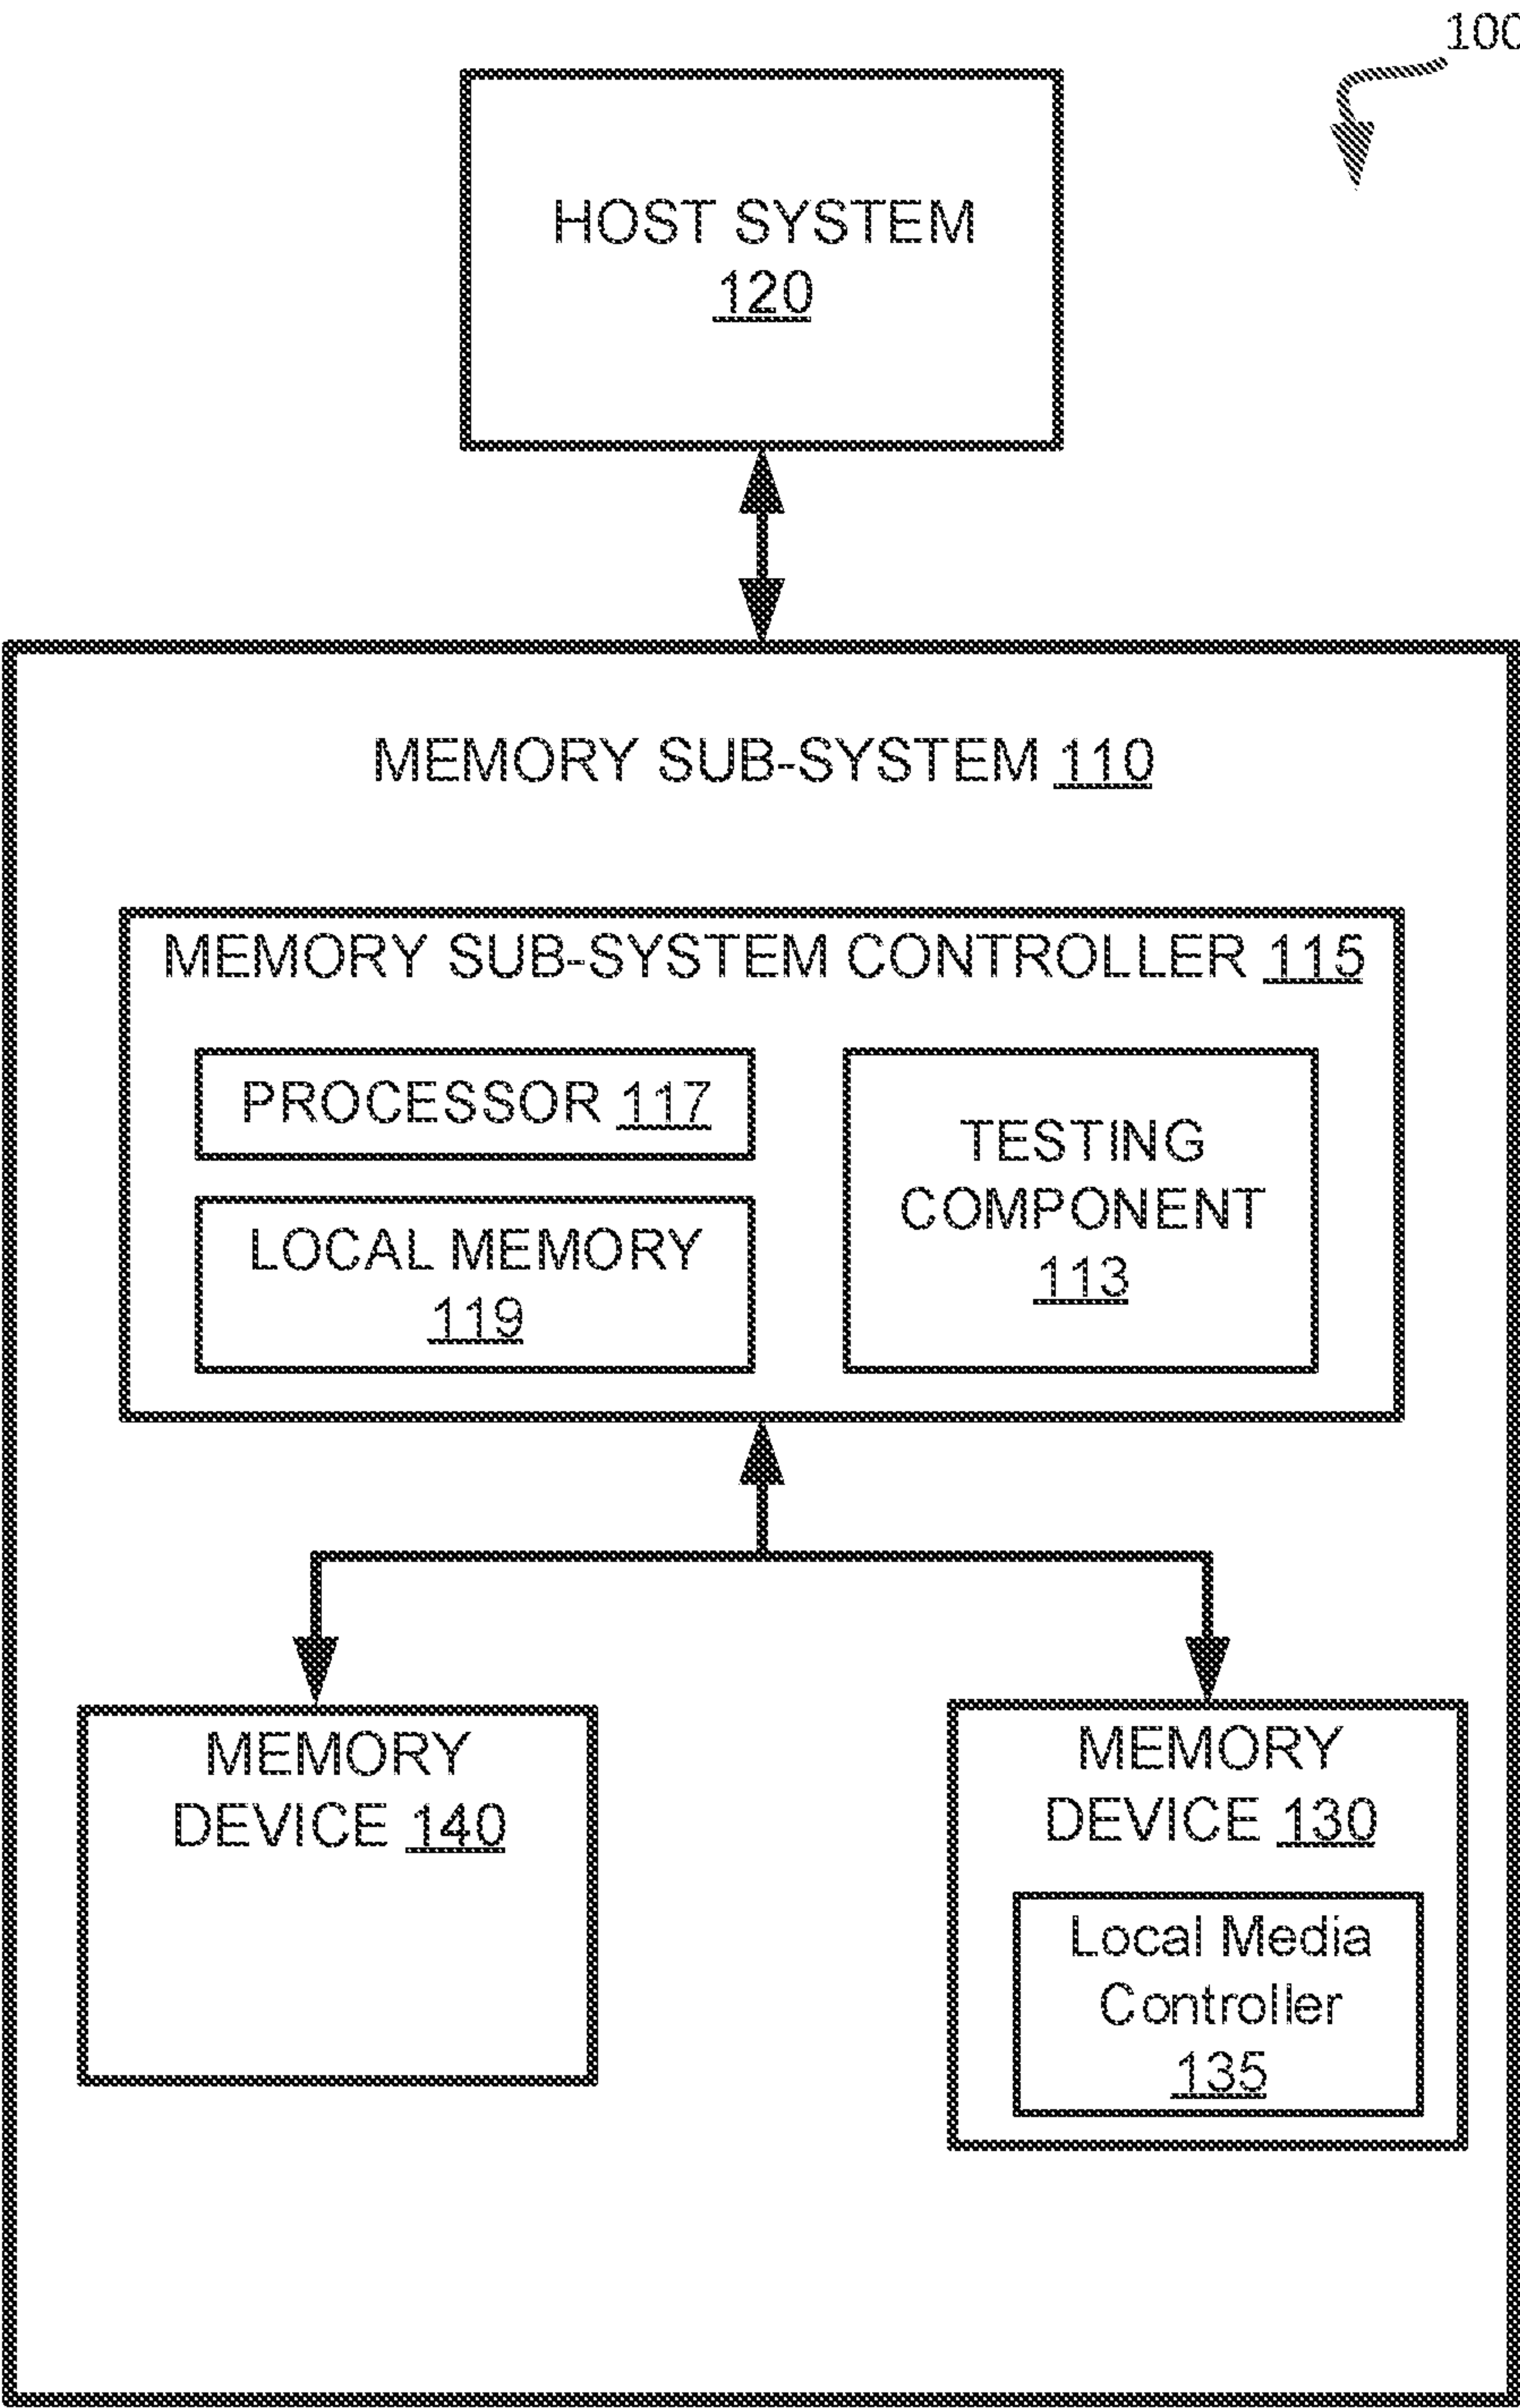 100
HOST SYSTEM
120
MEMORY SUB-SYSTEM 110
MEMORY SUB-SYSTEM CONTROLLER 115
PROCESSOR 117
LOCAL MEMORY
119
TESTING
COMPONENT
113
MEMORY
DEVICE 140
MEMORY
DEVICE 130
Local Media
Controller
135